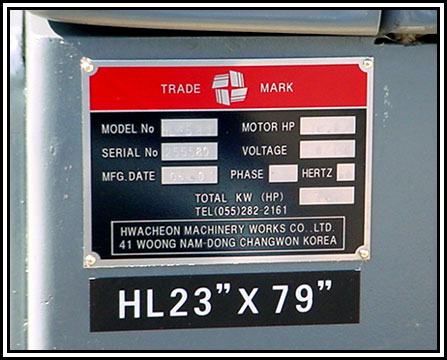 TRADE MARK
MODEL No MOTOR HP
SERIAL No VOLTAGE
MFG. DATE PHASE HERTZ
TOTAL KW (HP)
TEL(055)282-2161
HWACHEON MACHINERY WORKS CO.,LTD.
41 WOONG NAM-DONG CHANGWON KOREA
HL23” X 79”